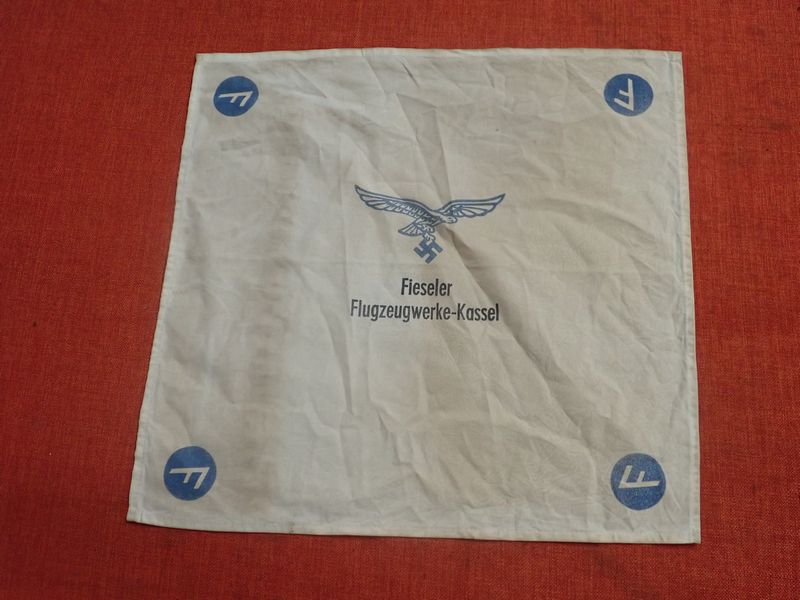 F F
Fieseler
Flugzeugwerke-Kassel
F F